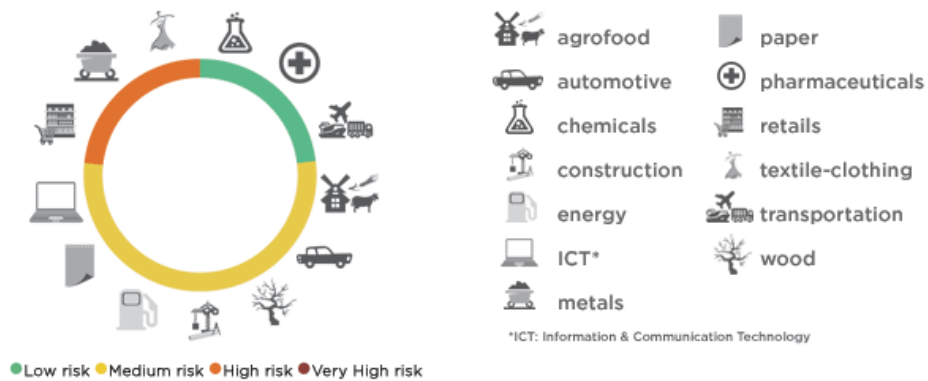 agrofood
automotive
chemicals
construction
energy
ICT*
metals
paper
pharmaceuticals
retails
textile-clothing
transportation
wood
*ICT: Information & Communication Technology
Low risk Medium risk High risk Very High risk